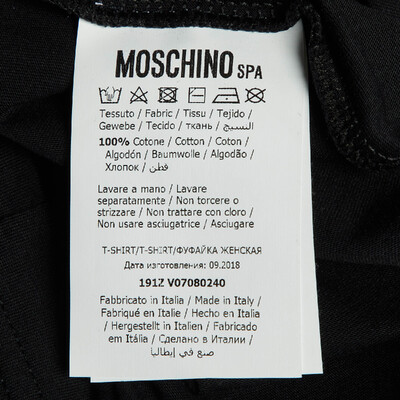 MOSCHINO SPA
Tessuto / Fabric / Tissu / Tejido /
Gewebe / Tecido / ткань / النسيج /
100% Cotone / Cotton / Coton /
Algodón / Baumwolle / Algodão /
Хлопок / قطن /
Lavare a mano / Lavare
separatamente / Non torcere o
strizzare / Non trattare con cloro /
Non usare asciugatrice /
T-SHIRT/T-SHIRT/ФУФАЙКА ЖЕНСКАЯ
Дата изготовления: 09.2018
191Z V07080240
Fabbricato in Italia / Made in Italy /
Fabriqué en Italie / Hecho en Italia
/ Hergestellt in Italien / Fabricado
em Itália / Сделано в Италии /
صنع في إيطاليا /